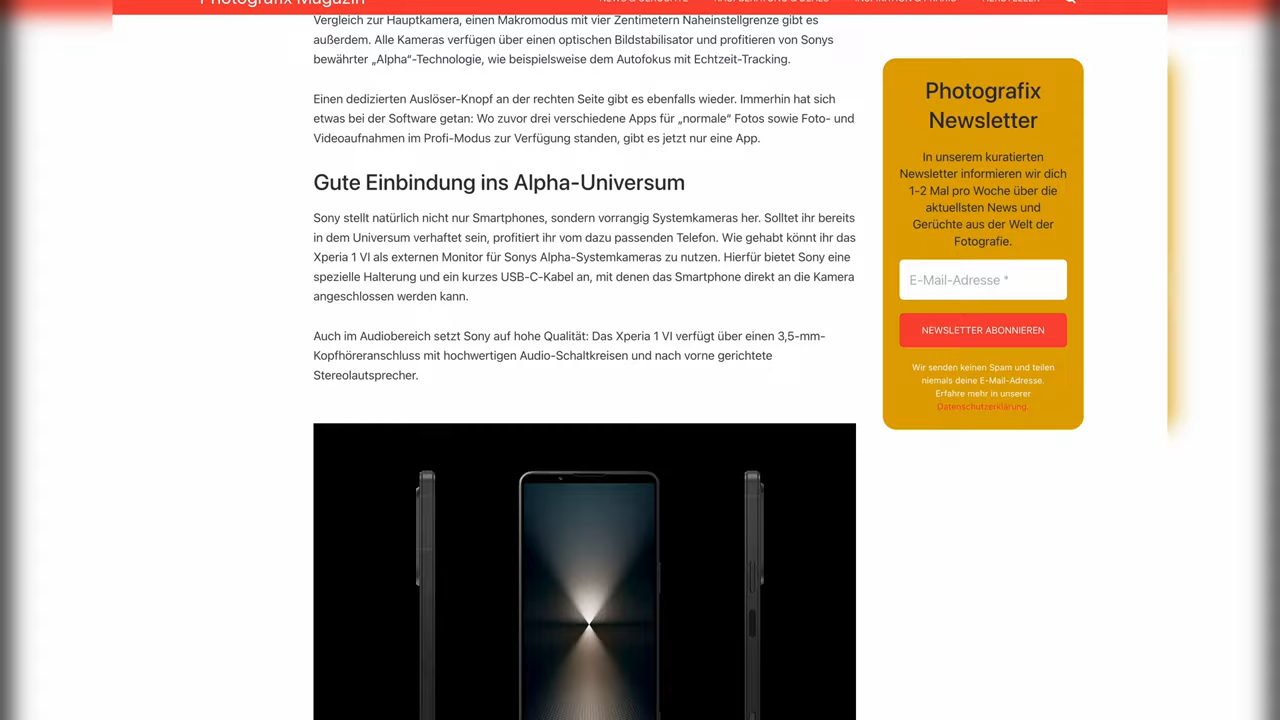 Photografix Magazin
Vergleich zur Hauptkamera, einen Makromodus mit vier Zentimetern Naheinstellgrenze gibt es
außerdem. Alle Kameras verfügen über einen optischen Bildstabilisator und profitieren von Sonys
bewährter „Alpha“-Technologie, wie beispielsweise dem Autofokus mit Echtzeit-Tracking.
Einen dedizierten Auslöser-Knopf an der rechten Seite gibt es ebenfalls wieder. Immerhin hat sich
etwas bei der Software getan: Wo zuvor drei verschiedene Apps für „normale“ Fotos sowie Foto- und
Videoaufnahmen im Profi-Modus zur Verfügung standen, gibt es jetzt nur eine App.
Gute Einbindung ins Alpha-Universum
Sony stellt natürlich nicht nur Smartphones, sondern vorrangig Systemkameras her. Solltet ihr bereits
in dem Universum verhaftet sein, profitiert ihr vom dazu passenden Telefon. Wie gehabt könnt ihr das
Xperia 1 VI als externen Monitor für Sonys Alpha-Systemkameras zu nutzen. Hierfür bietet Sony eine
spezielle Halterung und ein kurzes USB-C-Kabel an, mit denen das Smartphone direkt an die Kamera
angeschlossen werden kann.
Auch im Audiobereich setzt Sony auf hohe Qualität: Das Xperia 1 VI verfügt über einen 3,5-mm-
Kopfhöreranschluss mit hochwertigen Audio-Schaltkreisen und nach vorne gerichtete
Stereolautsprecher.
Photografix
Newsletter
In unserem kuratierten
Newsletter informieren wir dich
1-2 Mal pro Woche über die
aktuellsten News und
Gerüchte aus der Welt der
Fotografie.
E-Mail-Adresse *
NEWSLETTER ABONNIEREN
Wir senden keinen Spam und teilen
niemals deine E-Mail-Adresse.
Erfahre mehr in unserer
Datenschutzerklärung.